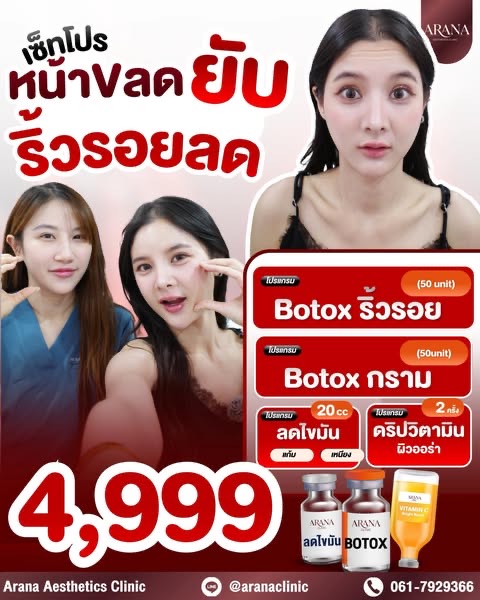 ARANA
เซ็ทโปร
หน้าVลด ยับ
ริ้วรอยลด
โปรแกรม (50 unit)
Botox ริ้วรอย
โปรแกรม (50unit)
Botox กราม
โปรแกรม 20 cc
ลดไขมัน
แก้ม เหนียง
โปรแกรม 2 ครั้ง
ดริปวิตามิน
ผิวออร่า
4,999
ARANA
ลดไขมัน
ARANA
BOTOX
ARANA
VITAMIN C
Arana Aesthetics Clinic
LINE
@aranaclinic
061-7929366